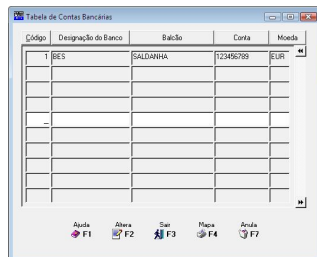 Tabela de Contas Bancárias
Código Designação do Banco Balcão Conta Moeda
1 BES SALDANHA 123456789 EUR
Ajuda Altera Sair Mapa Anula
F1 F2 F3 F4 F7